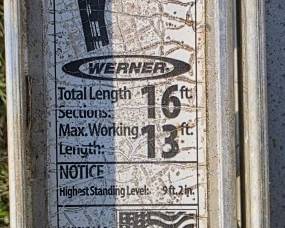 WERNER
Total Length 16 ft.
Sections:
Max. Working 13 ft.
Length:
NOTICE
Highest Standing Level: 9 ft. 2 in.